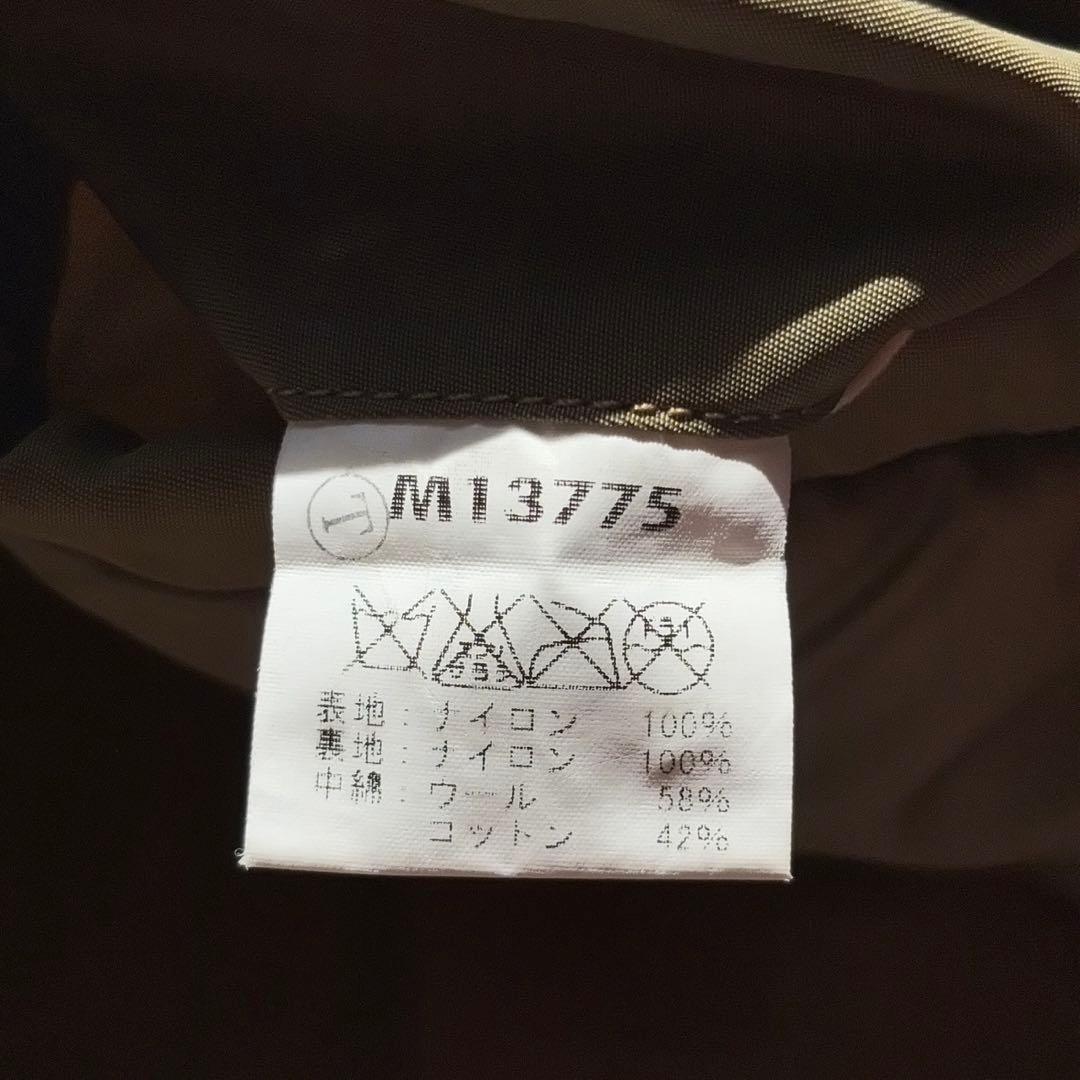 M13775
表地：ナイロン 100%
裏地：ナイロン 100%
中綿：ウール 58%
コットン 42%